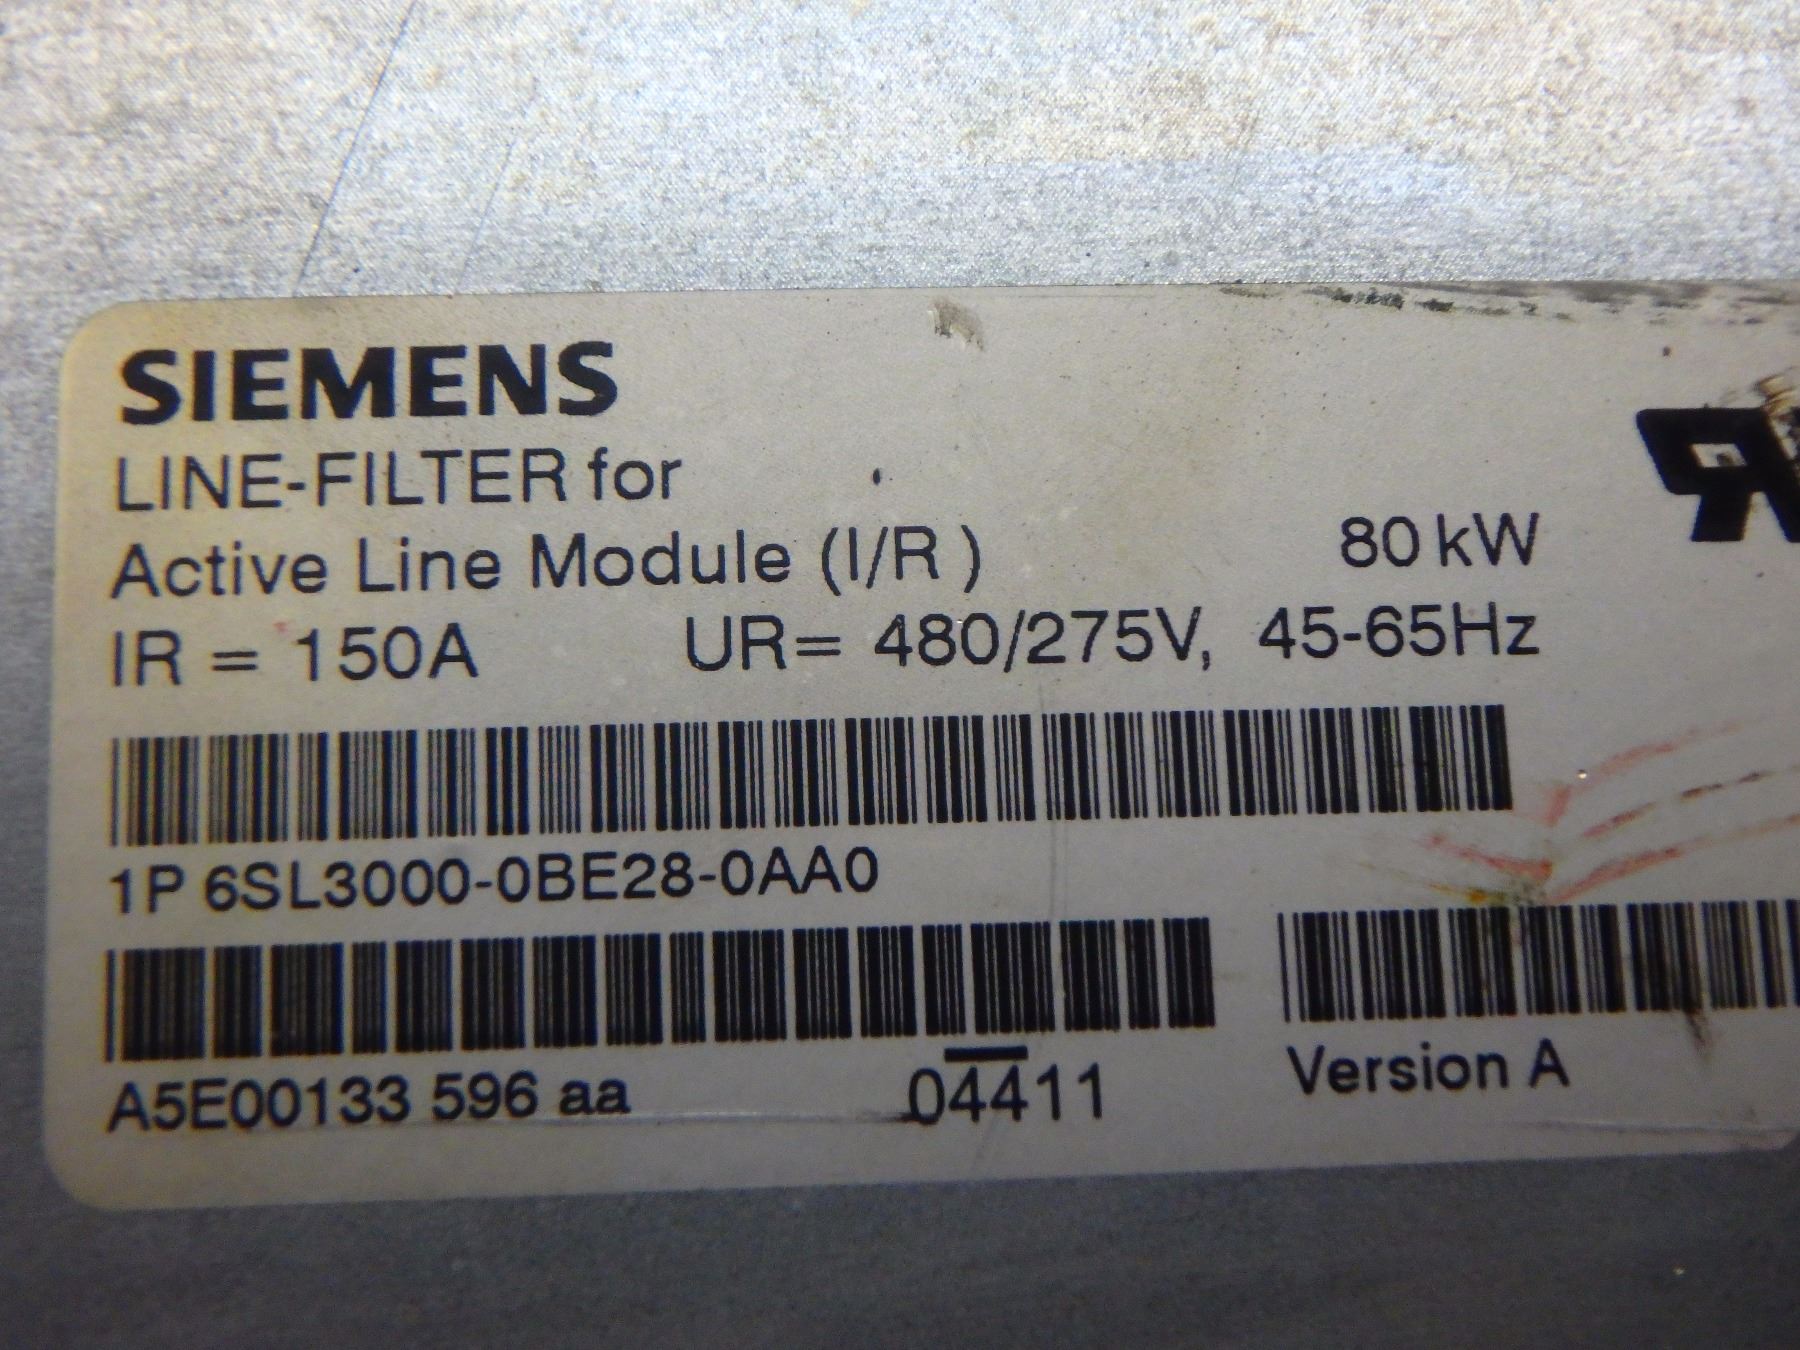 SIEMENS
LINE-FILTER for
Active Line Module (I/R ) 80 kW
IR = 150A UR= 480/275V, 45-65Hz
1P 6SL3000-0BE28-0AA0
A5E00133 596 aa 04411 Version A